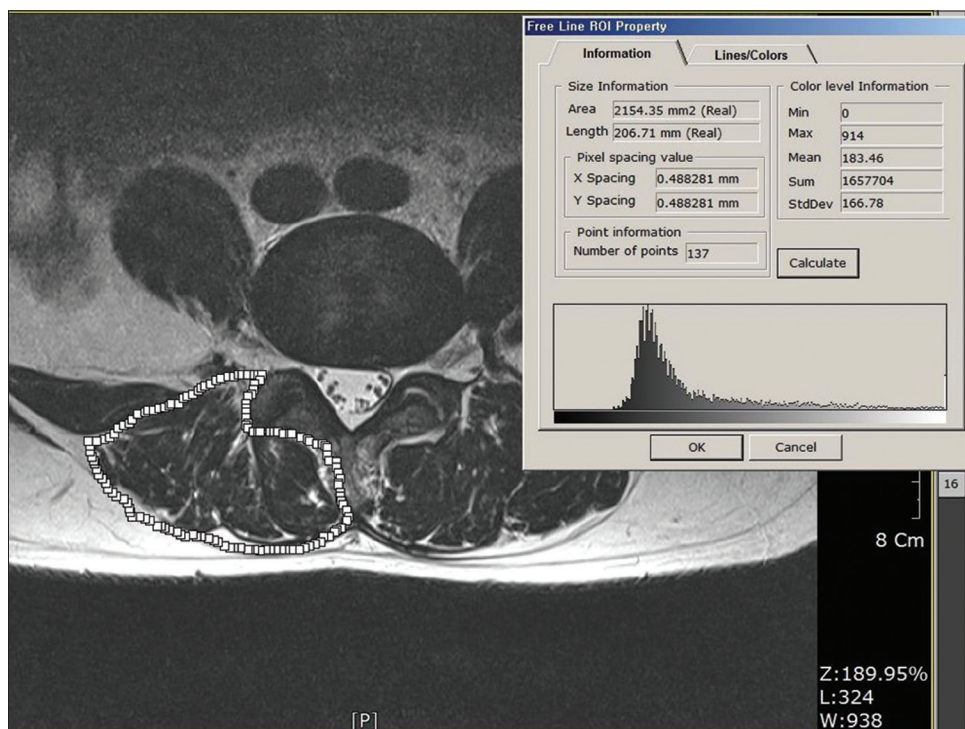 Free Line ROI Property
Information
Lines/Colors
Size Information
Area 2154.35 mm2 (Real)
Length 206.71 mm (Real)
Pixel spacing value
X Spacing 0.488281 mm
Y Spacing 0.488281 mm
Point information
Number of points 137
Color level Information
Min 0
Max 914
Mean 183.46
Sum 1657704
StdDev 166.78
Calculate
OK
Cancel
16
8 Cm
Z:189.95%
L:324
W:938
[P]